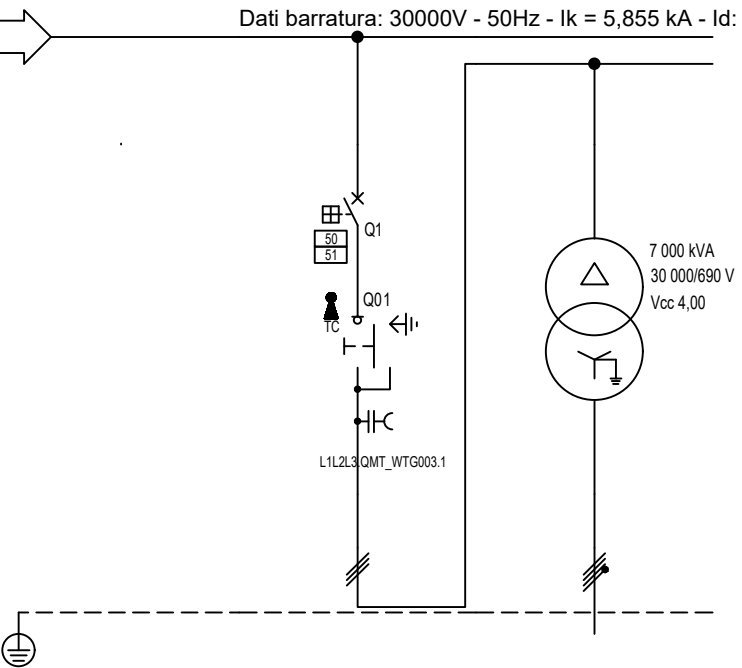 Dati barratura: 30000V - 50Hz - Ik = 5,855 kA - Id:
Q1
50
51
7 000 kVA
30 000/690 V
Vcc 4,00
Q01
TC
L1L2L3.QMT_WTG003.1